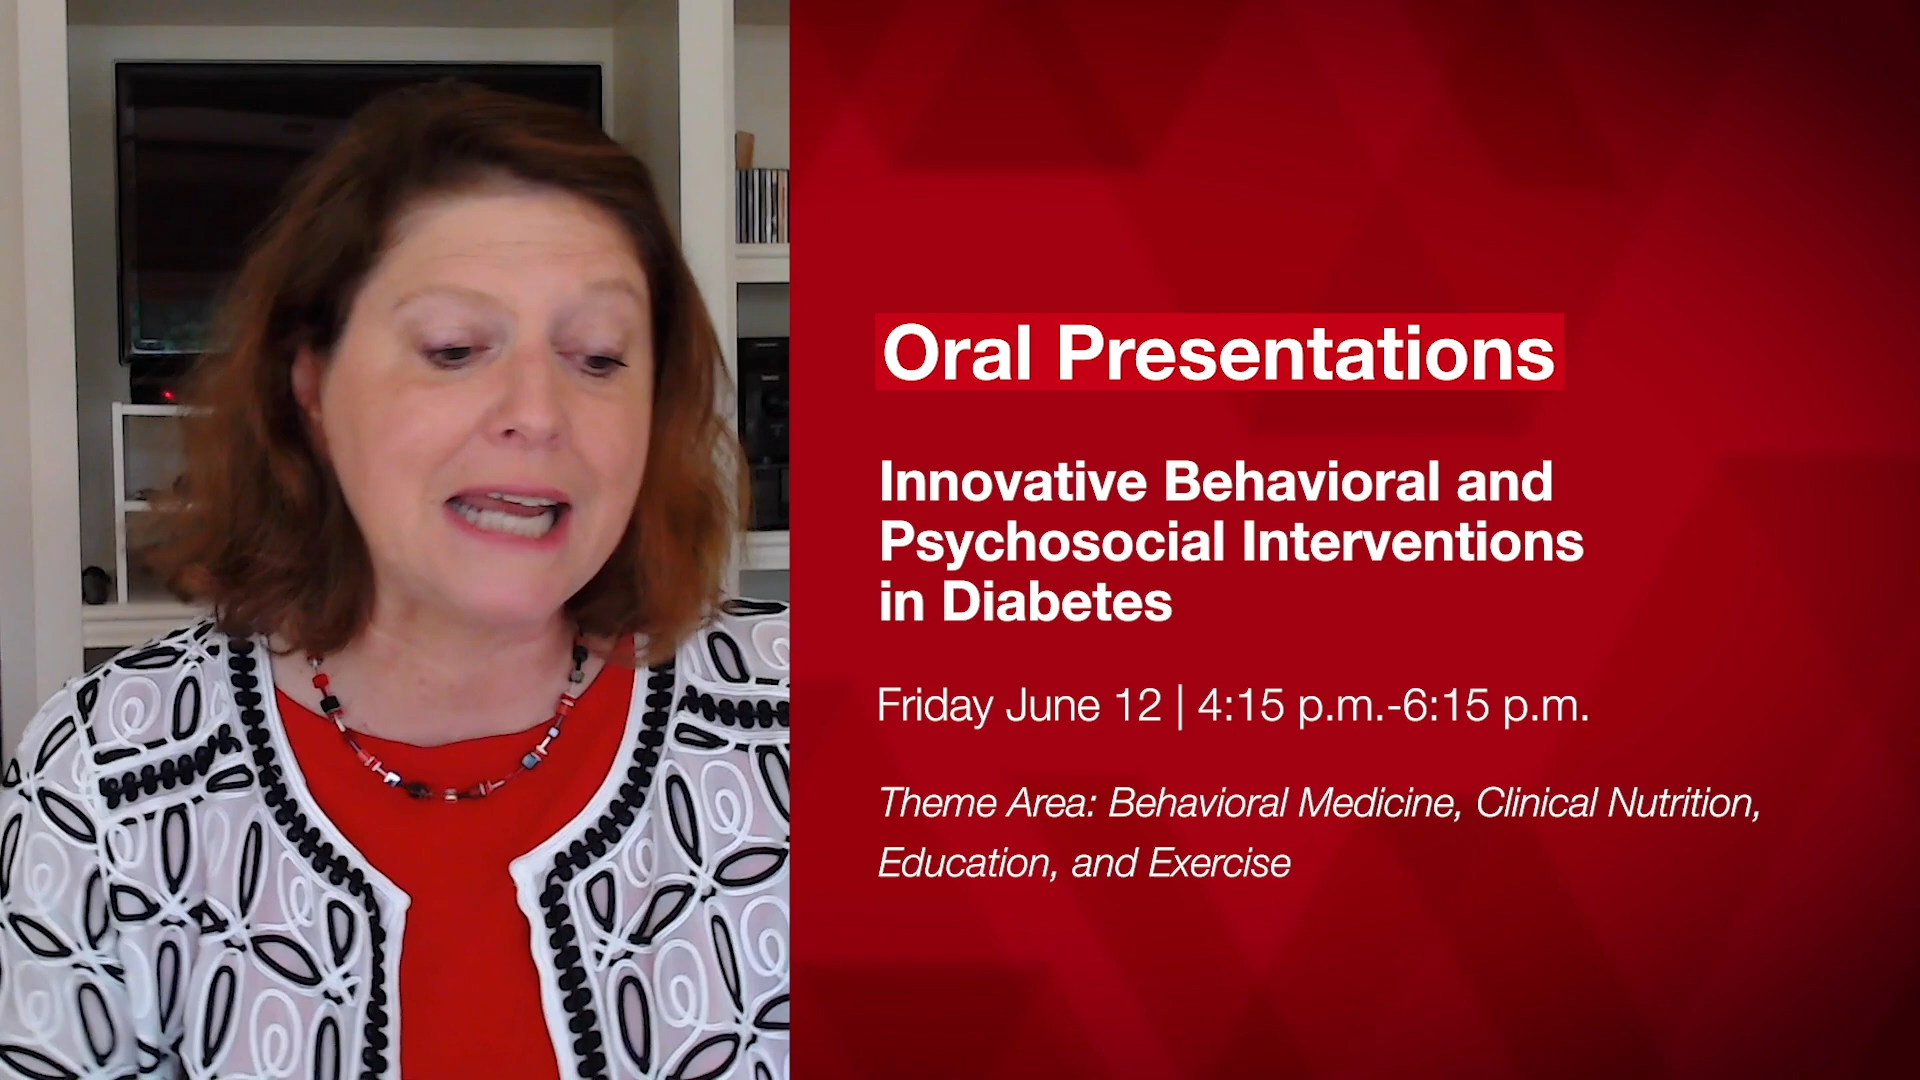 Oral Presentations
Innovative Behavioral and
Psychosocial Interventions
in Diabetes
Friday June 12 | 4:15 p.m.-6:15 p.m.
Theme Area: Behavioral Medicine, Clinical Nutrition,
Education, and Exercise